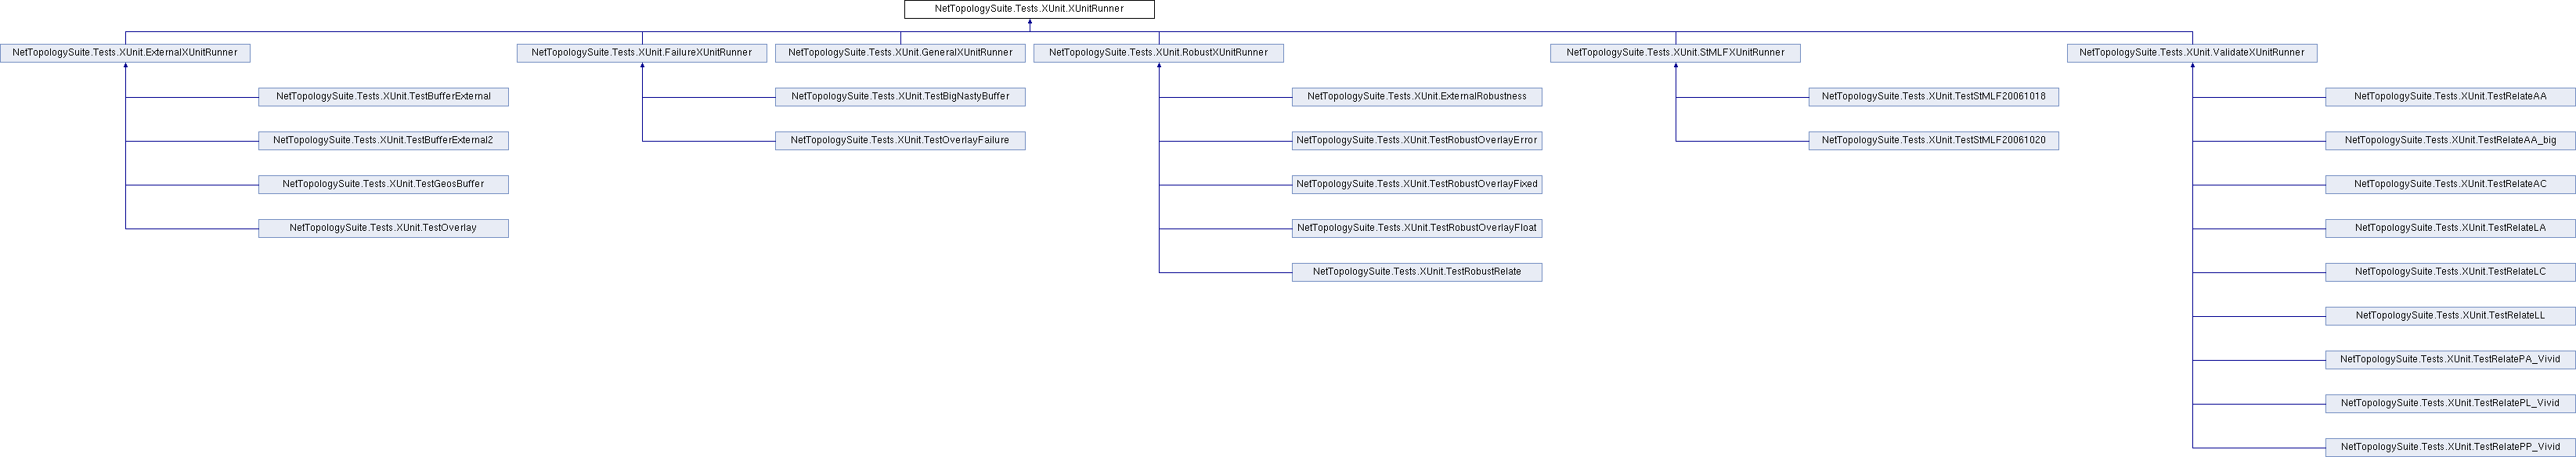 NetTopologySuite.Tests.XUnit.XUnitRunner
NetTopologySuite.Tests.XUnit.ExternalXUnitRunner
NetTopologySuite.Tests.XUnit.FailureXUnitRunner
NetTopologySuite.Tests.XUnit.GeneralXUnitRunner
NetTopologySuite.Tests.XUnit.RobustXUnitRunner
NetTopologySuite.Tests.XUnit.StMLFXUnitRunner
NetTopologySuite.Tests.XUnit.ValidateXUnitRunner
NetTopologySuite.Tests.XUnit.TestBufferExternal
NetTopologySuite.Tests.XUnit.TestBigNastyBuffer
NetTopologySuite.Tests.XUnit.ExternalRobustness
NetTopologySuite.Tests.XUnit.TestStMLF20061018
NetTopologySuite.Tests.XUnit.TestRelateAA
NetTopologySuite.Tests.XUnit.TestBufferExternal2
NetTopologySuite.Tests.XUnit.TestOverlayFailure
NetTopologySuite.Tests.XUnit.TestRobustOverlayError
NetTopologySuite.Tests.XUnit.TestStMLF20061020
NetTopologySuite.Tests.XUnit.TestRelateAA_big
NetTopologySuite.Tests.XUnit.TestGeosBuffer
NetTopologySuite.Tests.XUnit.TestRobustOverlayFixed
NetTopologySuite.Tests.XUnit.TestRelateAC
NetTopologySuite.Tests.XUnit.TestOverlay
NetTopologySuite.Tests.XUnit.TestRobustOverlayFloat
NetTopologySuite.Tests.XUnit.TestRelateLA
NetTopologySuite.Tests.XUnit.TestRobustRelate
NetTopologySuite.Tests.XUnit.TestRelateLC
NetTopologySuite.Tests.XUnit.TestRelateLL
NetTopologySuite.Tests.XUnit.TestRelatePA_Vivid
NetTopologySuite.Tests.XUnit.TestRelatePL_Vivid
NetTopologySuite.Tests.XUnit.TestRelatePP_Vivid